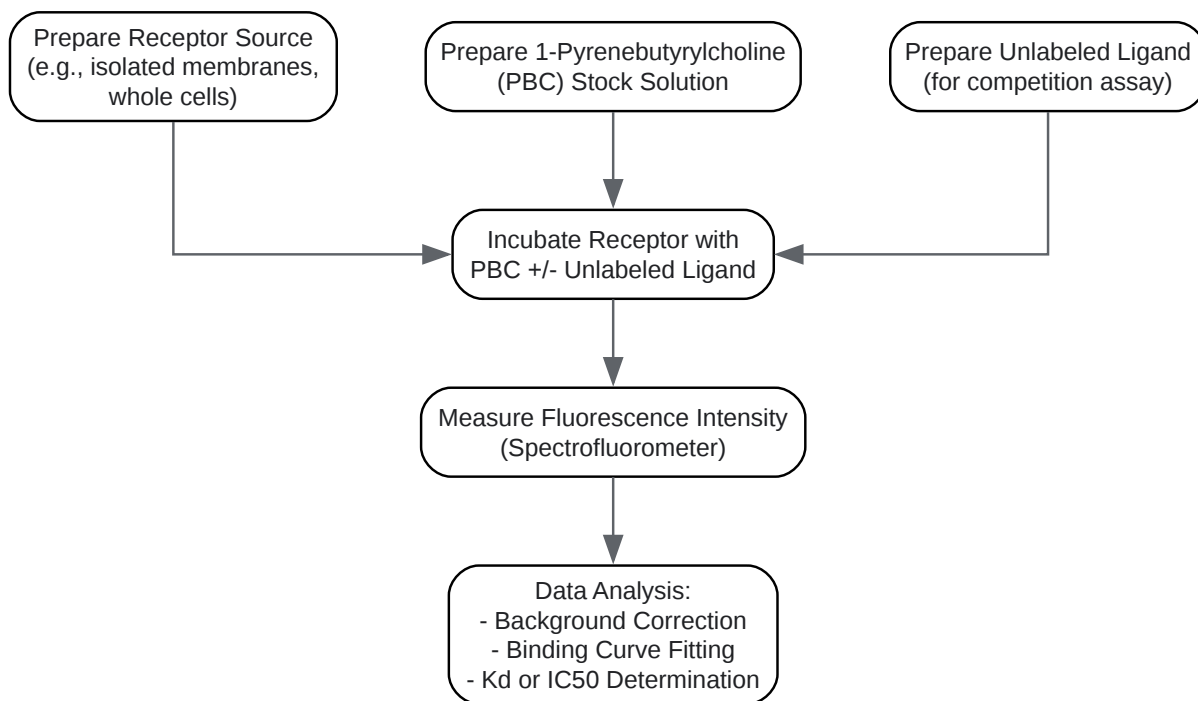 Prepare Receptor Source
(e.g., isolated membranes,
whole cells)
Prepare 1-Pyrenebutyrylcholine
(PBC) Stock Solution
Prepare Unlabeled Ligand
(for competition assay)
Incubate Receptor with
PBC +/- Unlabeled Ligand
Measure Fluorescence Intensity
(Spectrofluorometer)
Data Analysis:
- Background Correction
- Binding Curve Fitting
- Kd or IC50 Determination